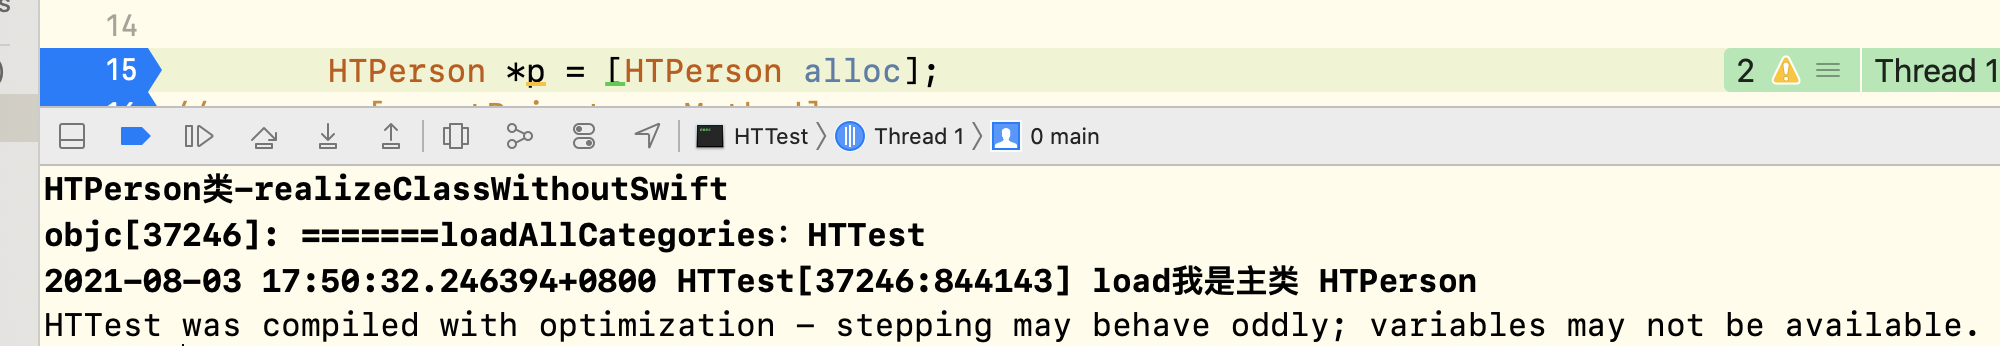 14
15 HTPerson *p = [HTPerson alloc]; 2 Thread 1
HTTest Thread 1 0 main
HTPerson类-realizeClassWithoutSwift
objc[37246]: =======loadAllCategories: HTTest
2021-08-03 17:50:32.246394+0800 HTTest[37246:844143] load我是主类 HTPerson
HTTest was compiled with optimization - stepping may behave oddly; variables may not be available.